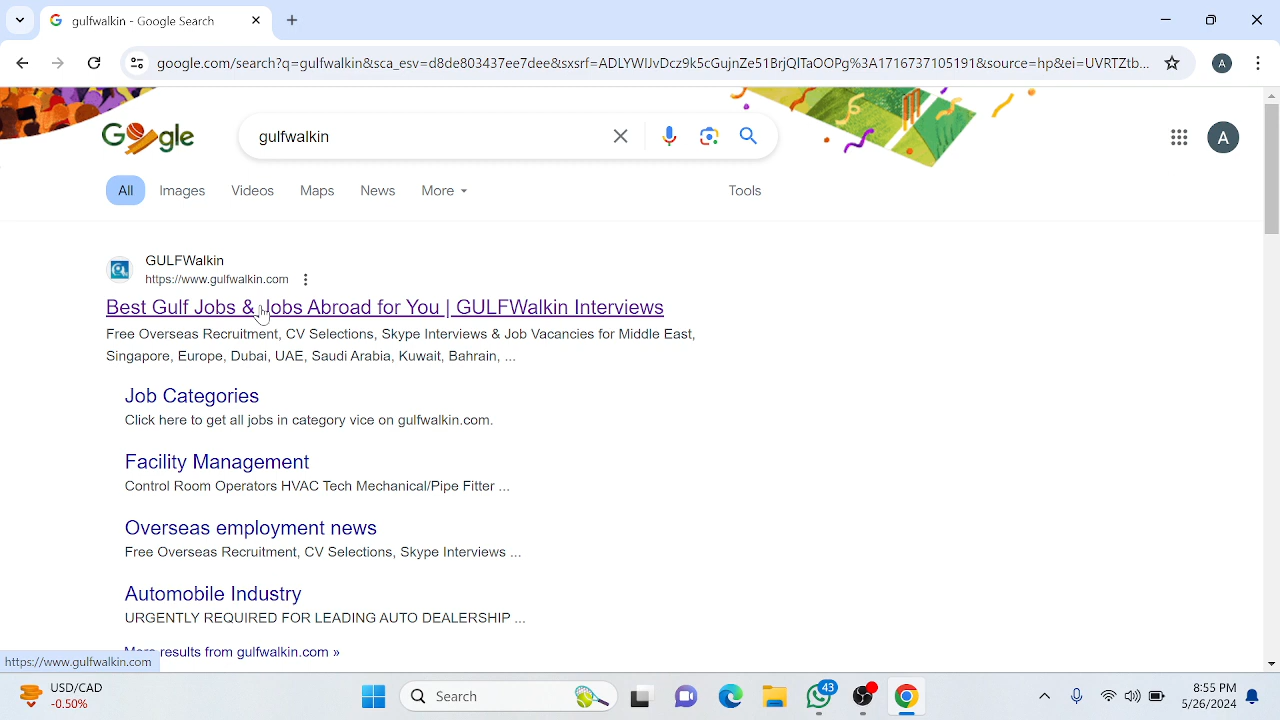 gulfwalkin - Google Search
google.com/search?q=gulfwalkin&sca_esv=d8de803437ee7dee&sxsrf=ADLYWIJvDcz9k5cGujnZe51BrjQlTaOOPg%3A1716737105191&source=hp&ei=UVRTZtb...
A
Google
gulfwalkin
A
All Images Videos Maps News More Tools
GULFWalkin
https://www.gulfwalkin.com
Best Gulf Jobs & Jobs Abroad for You | GULFWalkin Interviews
Free Overseas Recruitment, CV Selections, Skype Interviews & Job Vacancies for Middle East,
Singapore, Europe, Dubai, UAE, Saudi Arabia, Kuwait, Bahrain, ...
Job Categories
Click here to get all jobs in category vice on gulfwalkin.com.
Facility Management
Control Room Operators HVAC Tech Mechanical/Pipe Fitter ...
Overseas employment news
Free Overseas Recruitment, CV Selections, Skype Interviews ...
Automobile Industry
URGENTLY REQUIRED FOR LEADING AUTO DEALERSHIP ...
More results from gulfwalkin.com »
https://www.gulfwalkin.com
USD/CAD
-0.50%
Search
43
8:55 PM
5/26/2024